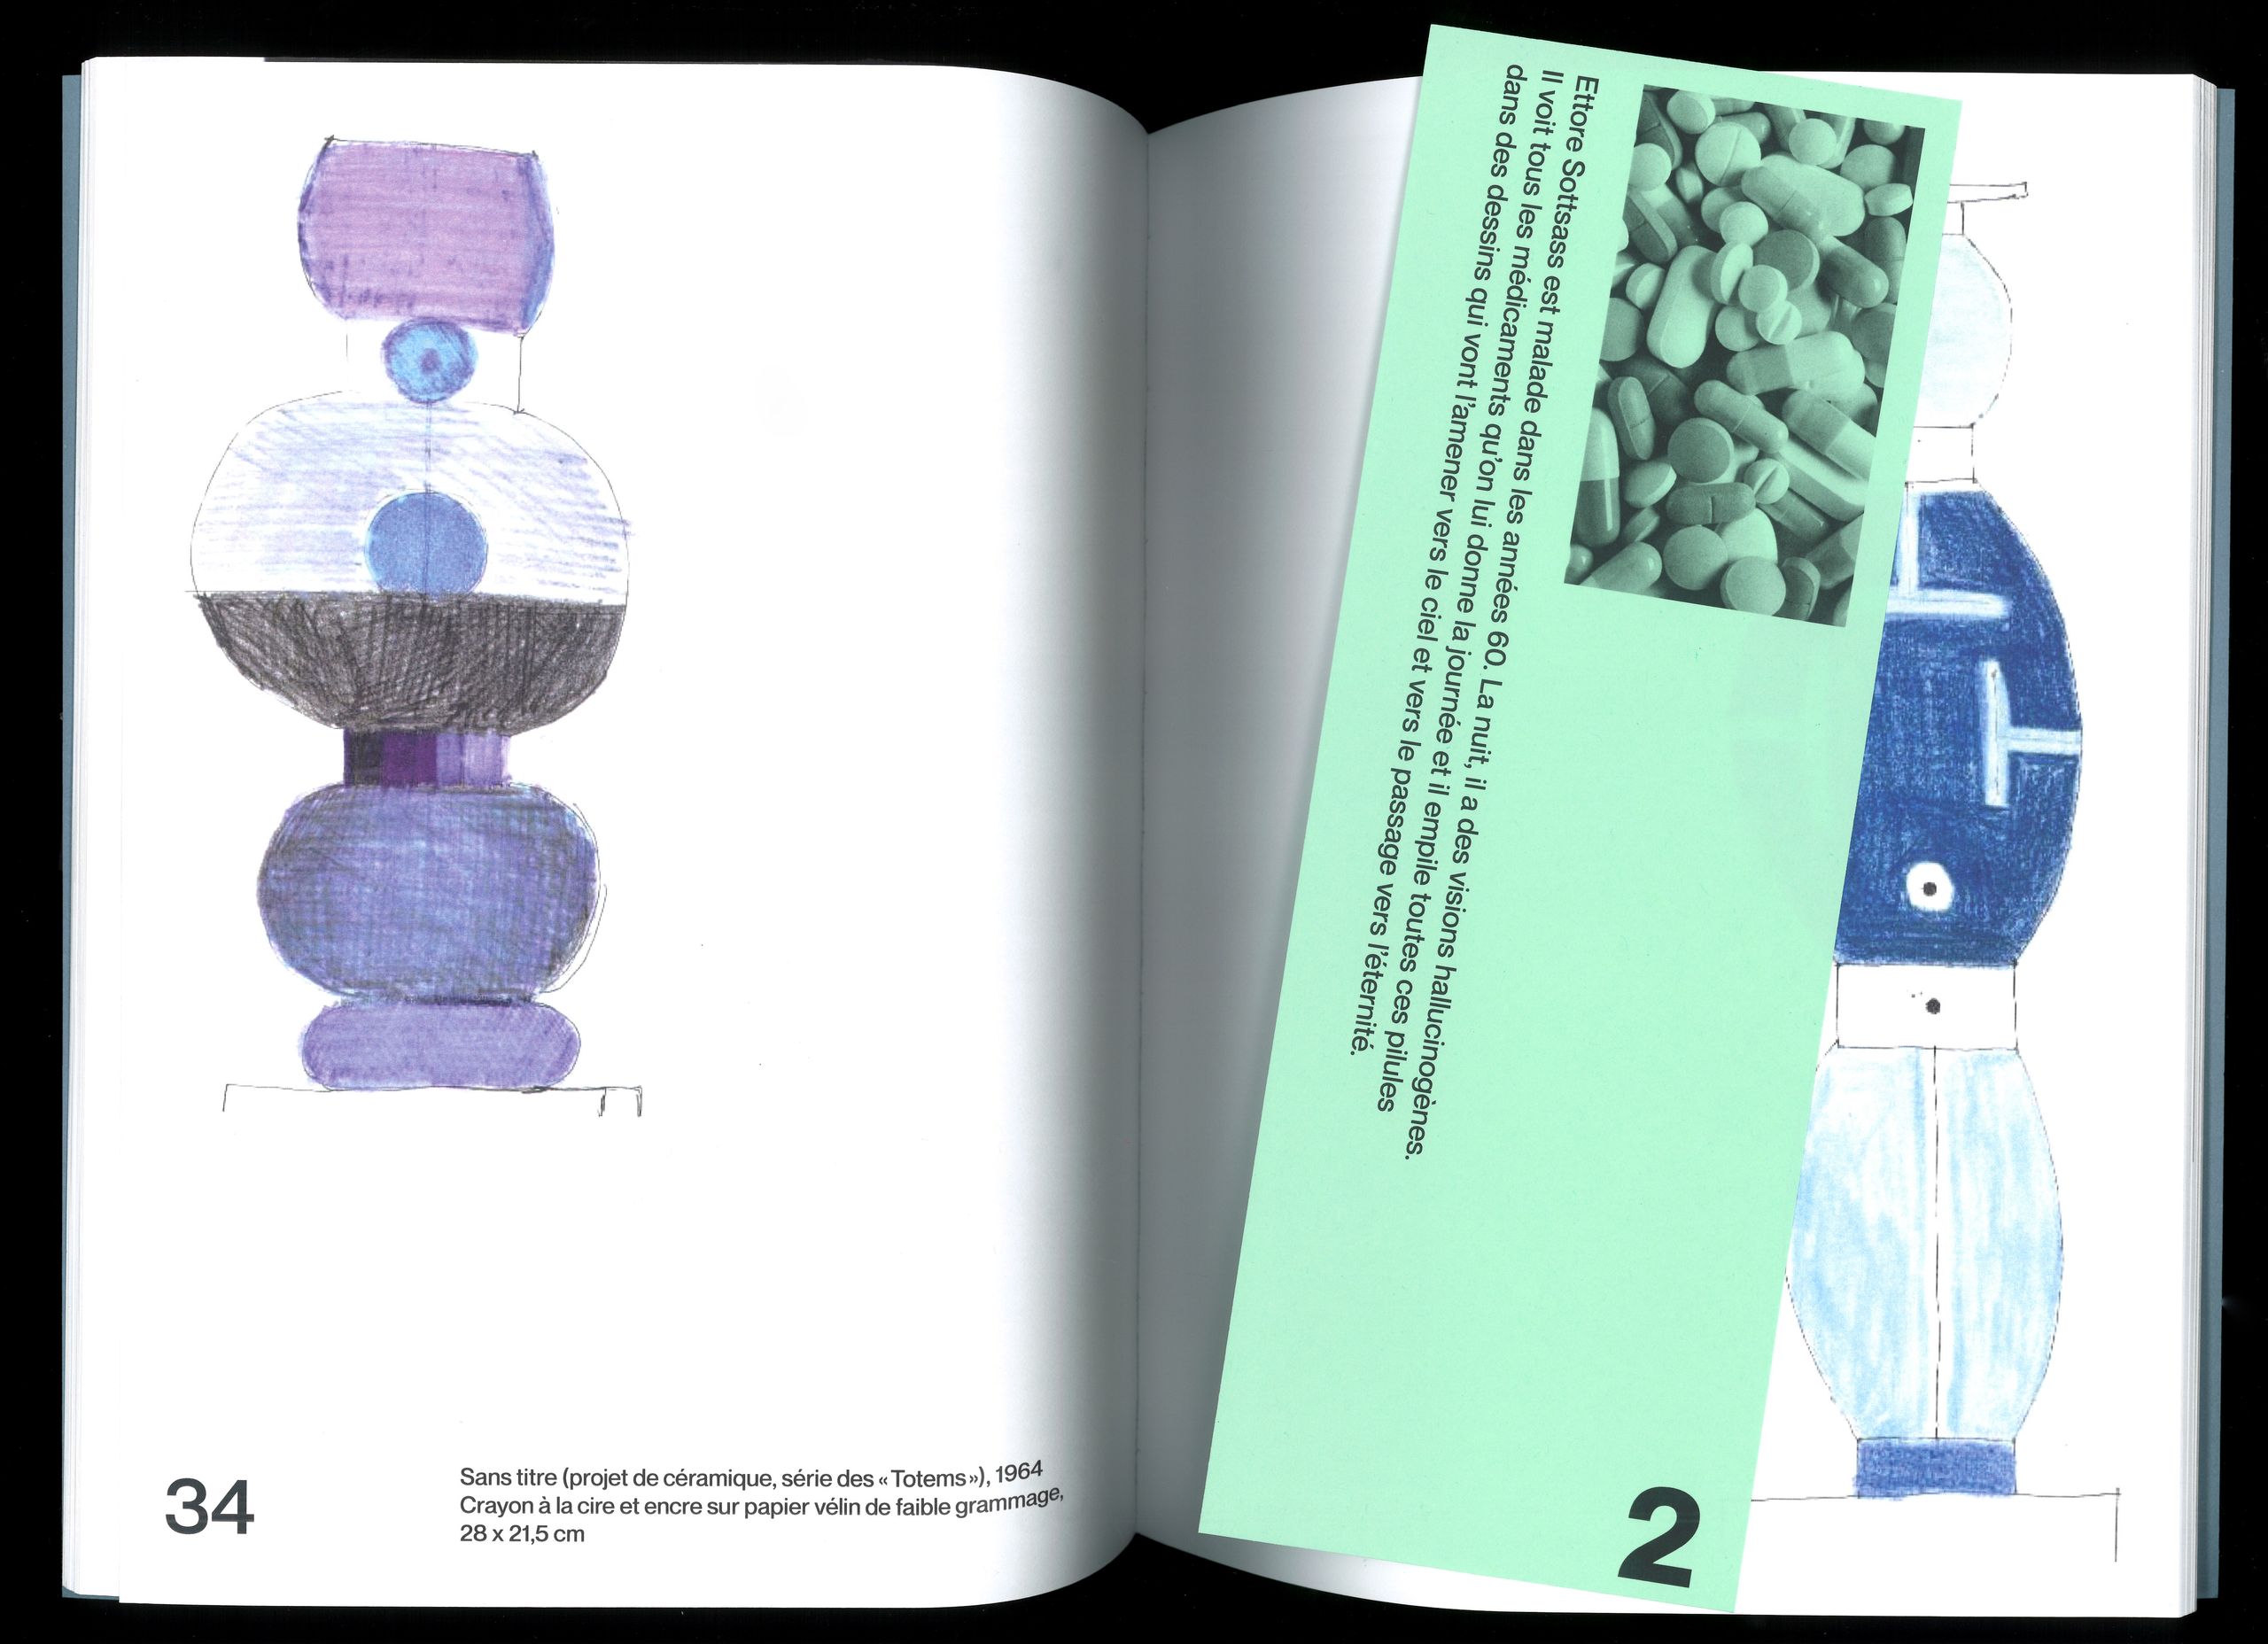 34
Sans titre (projet de céramique, série des « Totems »), 1964
Crayon à la cire et encre sur papier vélin de faible grammage,
28 x 21,5 cm
Ettore Sottsass est malade dans les années 60. La nuit, il a des visions hallucinogènes.
Il voit tous les médicaments qu’on lui donne la journée et il empile toutes ces pilules
dans des dessins qui vont l’amener vers le ciel et vers le passage vers l’éternité.
2